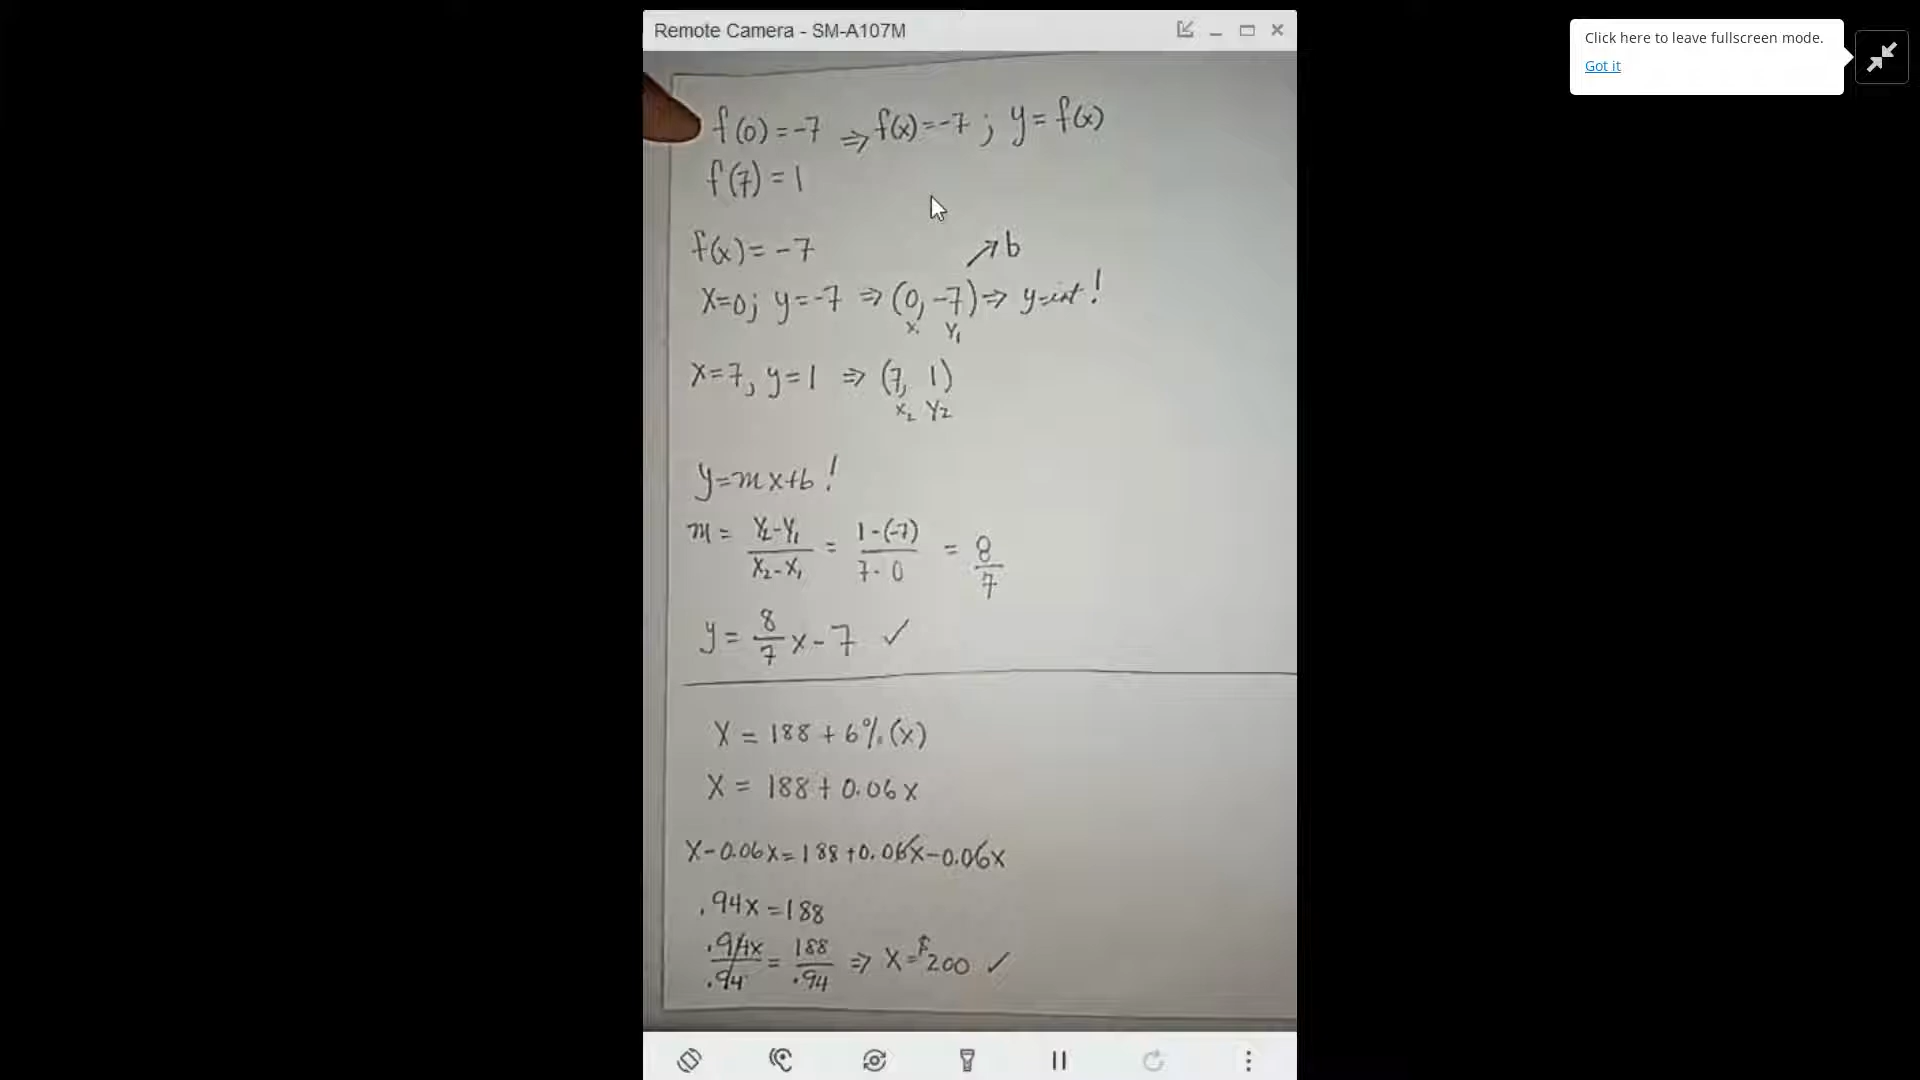 Remote Camera - SM-A107M
Click here to leave fullscreen mode.
Got it
f(0) = -7 ⇒ f(x) = -7 ; y = f(x)
f(7) = 1
f(x) = -7
↗ b
x=0; y=-7 ⇒ (0, -7) ⇒ y-int!
x₁ y₁
x=7, y=1 ⇒ (7, 1)
x₂ y₂
y=mx+b!
m = (y₂-y₁)/(x₂-x₁) = (1-(-7))/(7-0) = 8/7
y = 8/7 x - 7 ✓
x = 188 + 6%(x)
x = 188 + 0.06x
x-0.06x=188+0.06x-0.06x
.94x = 188
.94x/.94 = 188/.94 ⇒ x=$200 ✓